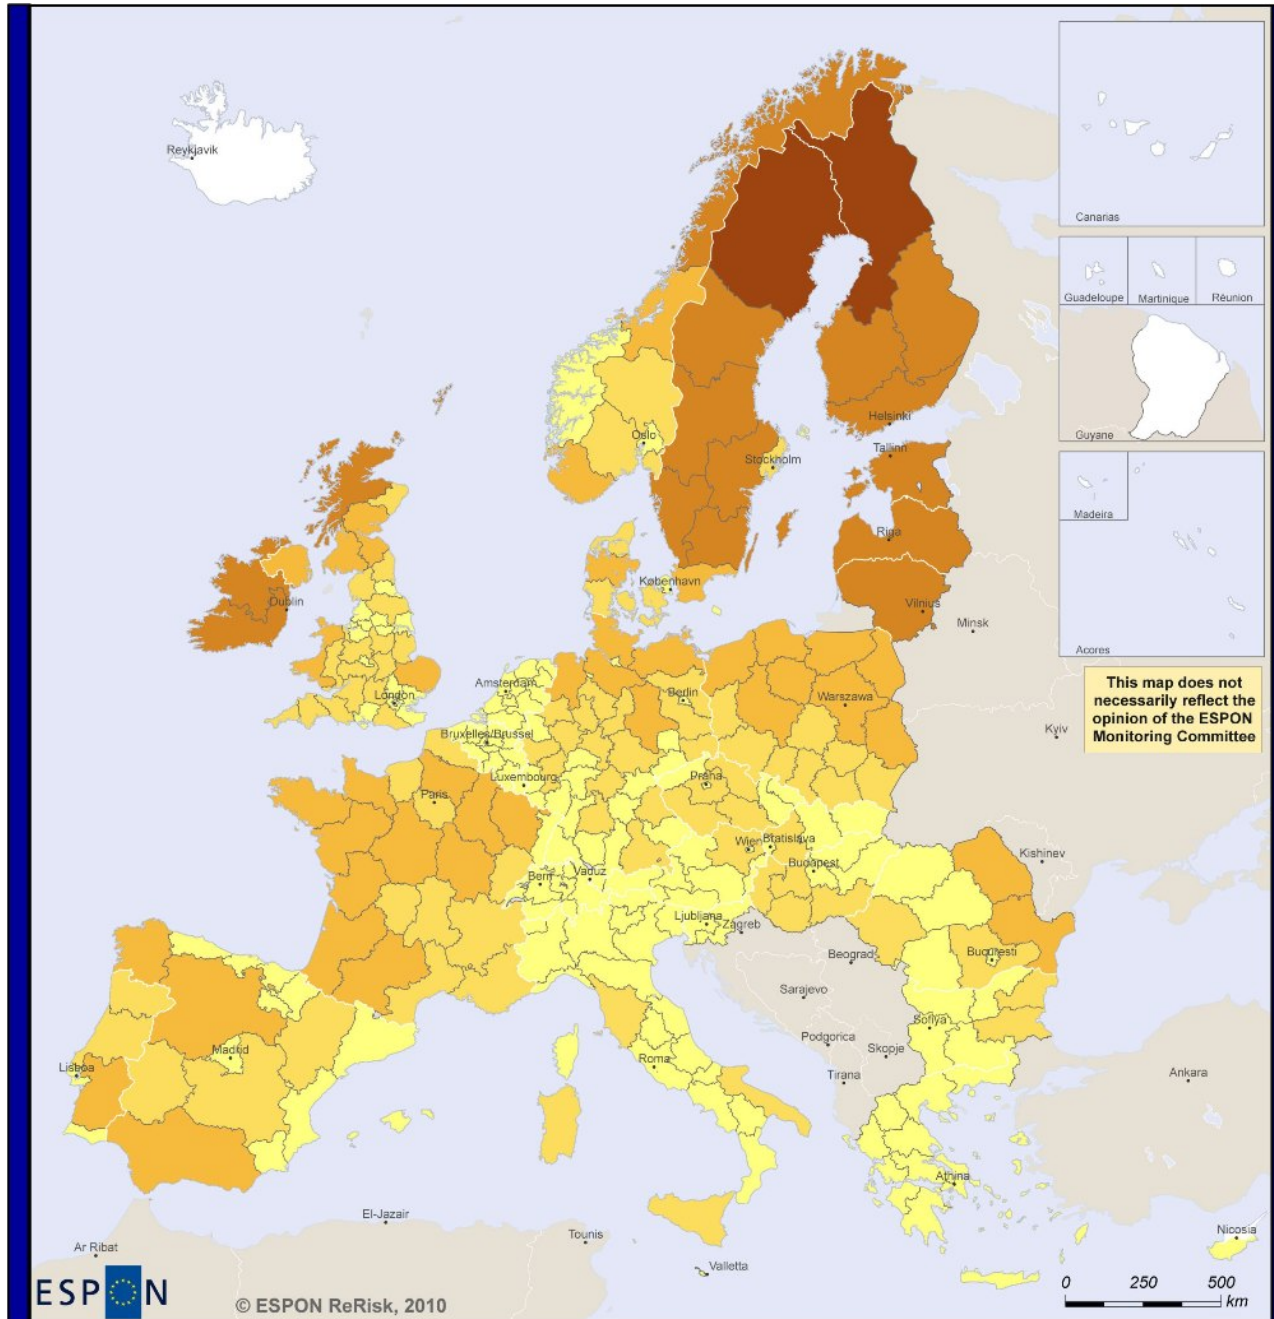 Reykjavik
Canarias
Guadeloupe
Martinique
Réunion
Guyane
Helsinki
Tallinn
Oslo
Stockholm
Madeira
Riga
København
Dublin
Vilnius
Minsk
Acores
This map does not
necessarily reflect the
opinion of the ESPON
Monitoring Committee
Amsterdam
London
Berlin
Warszawa
Kyiv
Bruxelles/Brussel
Luxembourg
Praha
Paris
Wien
Bratislava
Kishinev
Budapest
Bern
Vaduz
Ljubljana
Zagreb
Beograd
Bucuresti
Sarajevo
Sofiya
Podgorica
Skopje
Madrid
Roma
Lisboa
Tirana
Ankara
Athina
El-Jazair
Tounis
Nicosia
Ar Ribat
Valletta
ESPON
© ESPON ReRisk, 2010
0 250 500
km